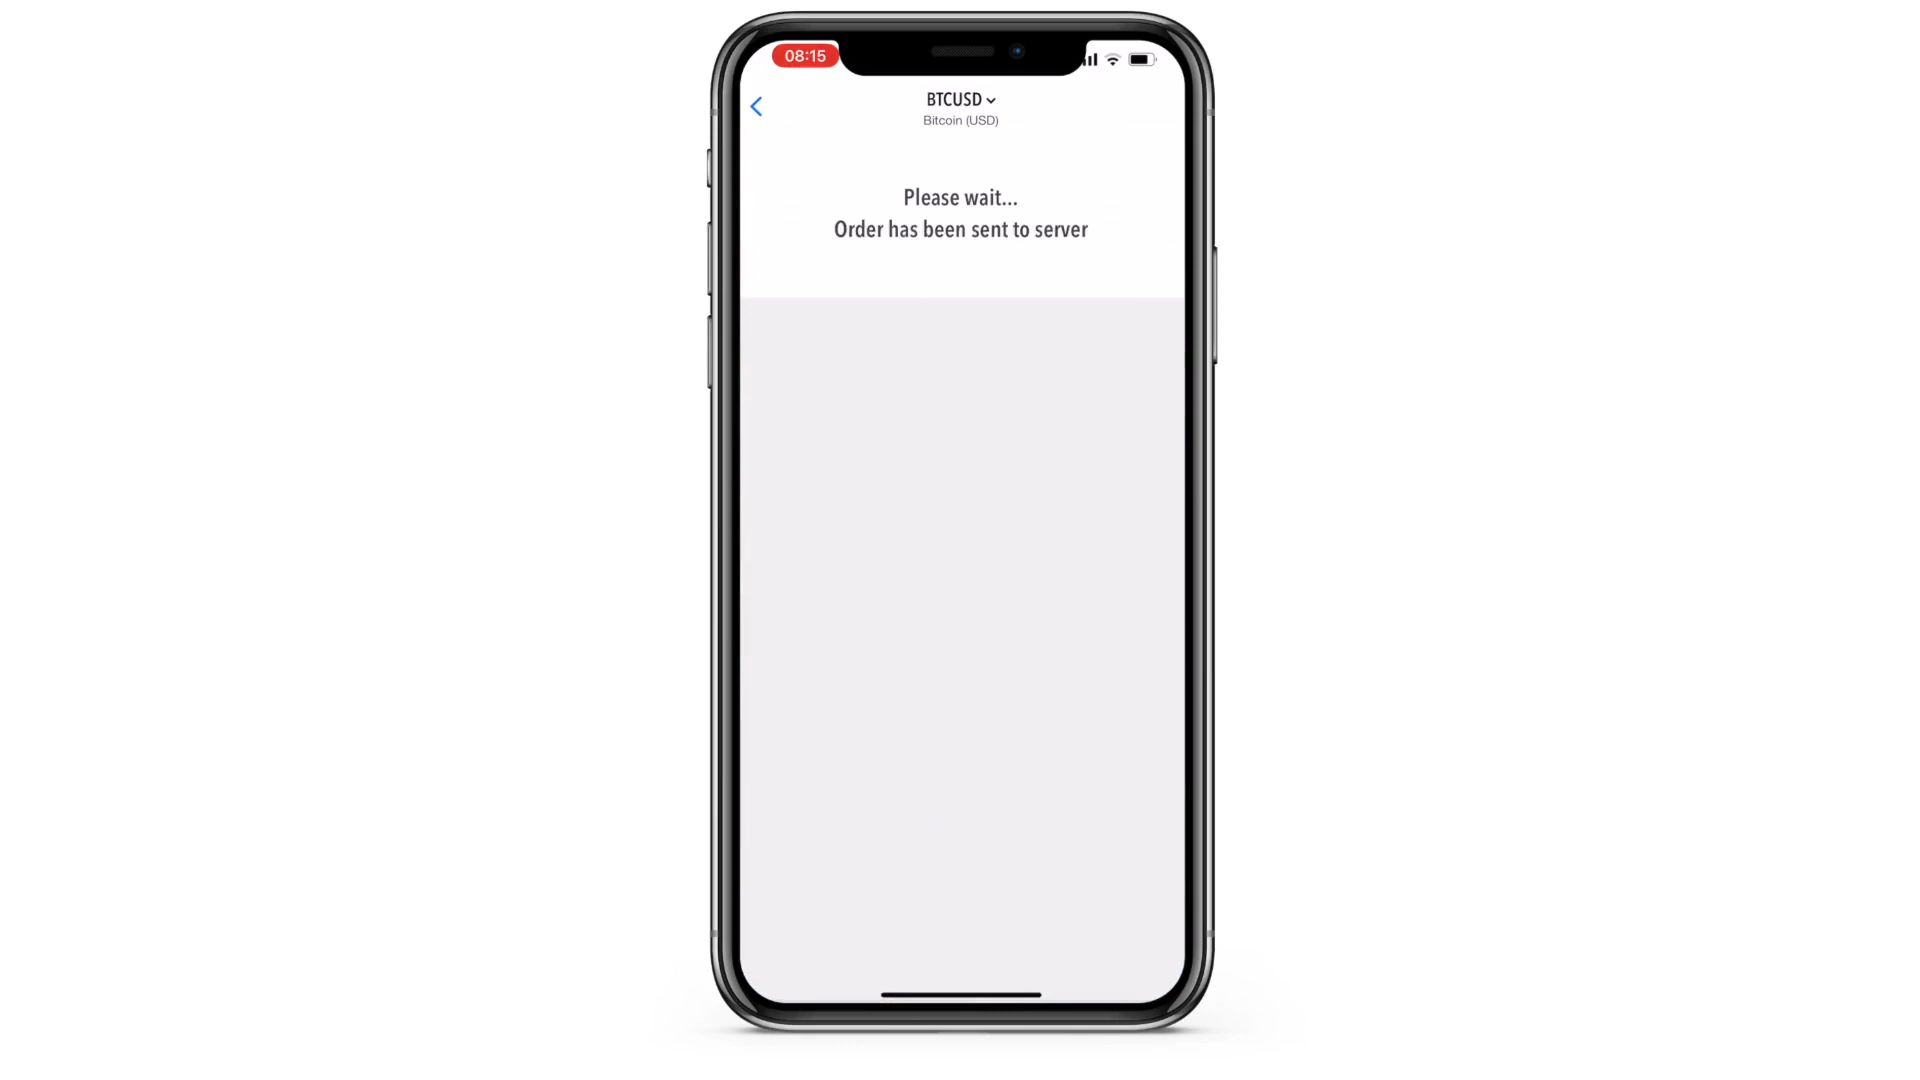 08:15
BTCUSD
Bitcoin (USD)
Please wait...
Order has been sent to server